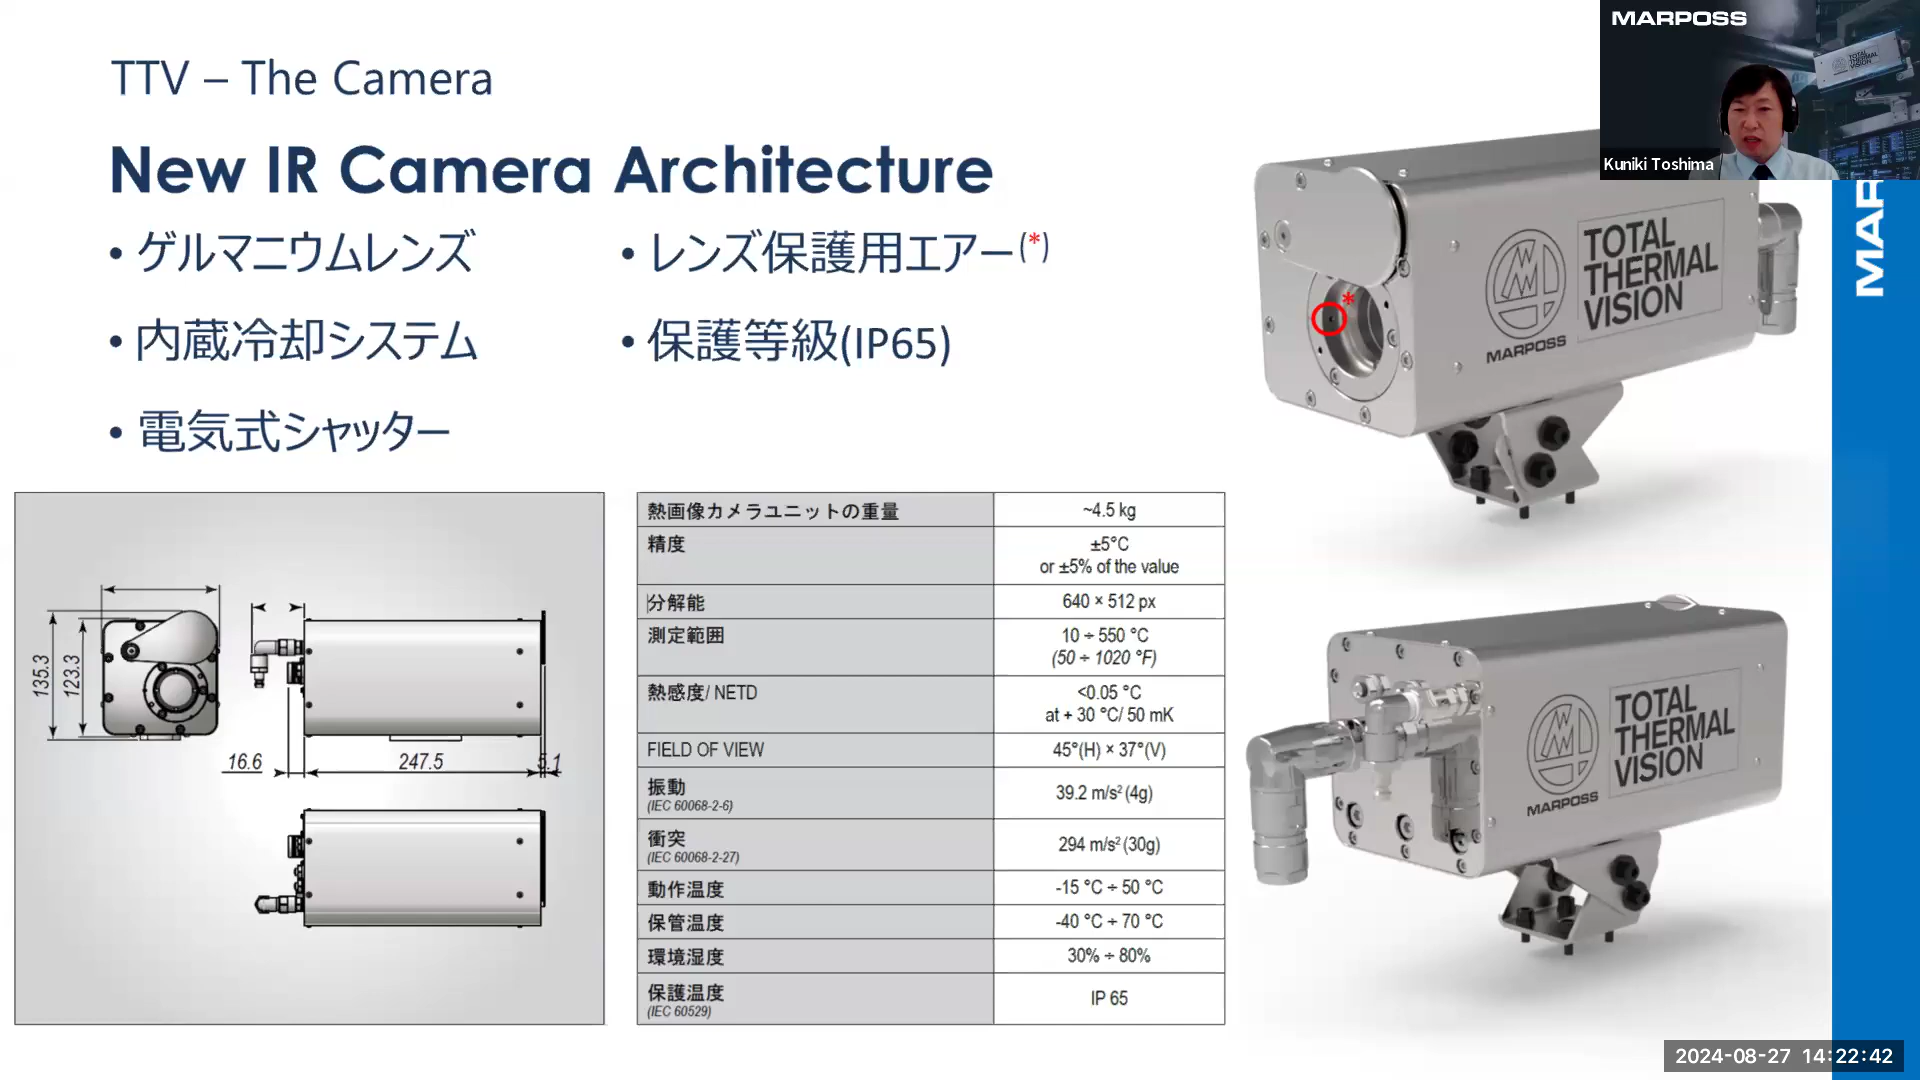 TTV – The Camera
New IR Camera Architecture
• ゲルマニウムレンズ
• 内蔵冷却システム
• 電気式シャッター
• レンズ保護用エアー(*)
• 保護等級(IP65)
MARPOSS
TOTAL THERMAL VISION
Kuniki Toshima
*
TOTAL
THERMAL
VISION
MARPOSS
135.3
123.3
16.6
247.5
5.1
熱画像カメラユニットの重量 ~4.5 kg
精度 ±5°C
or ±5% of the value
分解能 640 × 512 px
測定範囲 10 ÷ 550 °C
(50 ÷ 1020 °F)
熱感度/ NETD <0.05 °C
at + 30 °C/ 50 mK
FIELD OF VIEW 45°(H) × 37°(V)
振動 39.2 m/s² (4g)
(IEC 60068-2-6)
衝突 294 m/s² (30g)
(IEC 60068-2-27)
動作温度 -15 °C ÷ 50 °C
保管温度 -40 °C ÷ 70 °C
環境湿度 30% ÷ 80%
保護温度 IP 65
(IEC 60529)
TOTAL
THERMAL
VISION
MARPOSS
MAR
2024-08-27 14:22:42